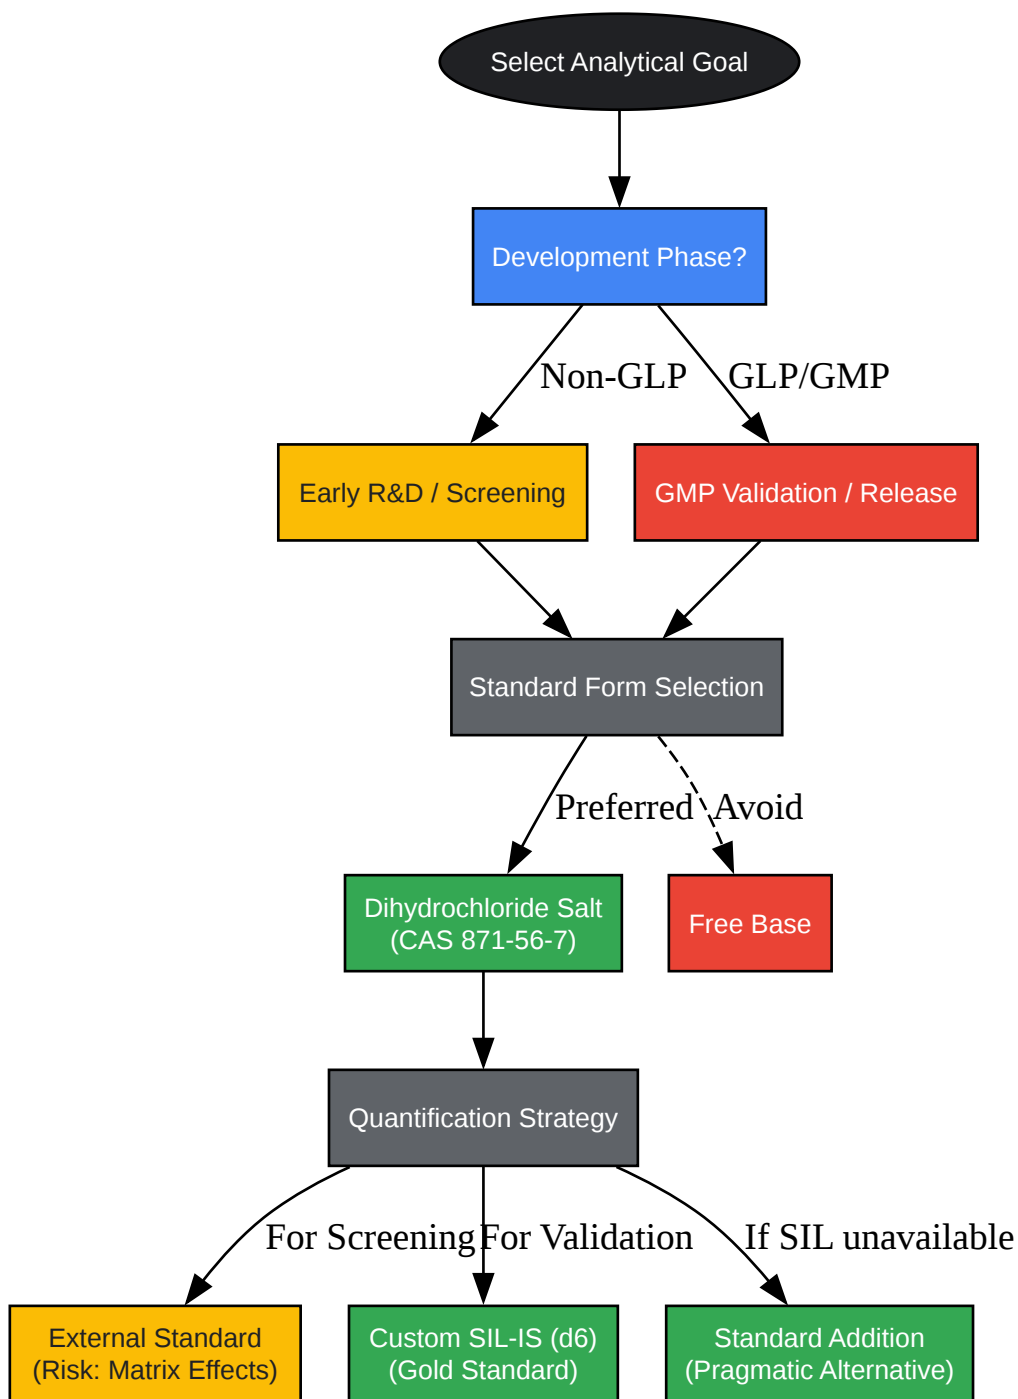 Select Analytical Goal
Development Phase?
Non-GLP
GLP/GMP
Early R&D / Screening
GMP Validation / Release
Standard Form Selection
Preferred
Avoid
Dihydrochloride Salt
(CAS 871-56-7)
Free Base
Quantification Strategy
For Screening
For Validation
If SIL unavailable
External Standard
(Risk: Matrix Effects)
Custom SIL-IS (d6)
(Gold Standard)
Standard Addition
(Pragmatic Alternative)